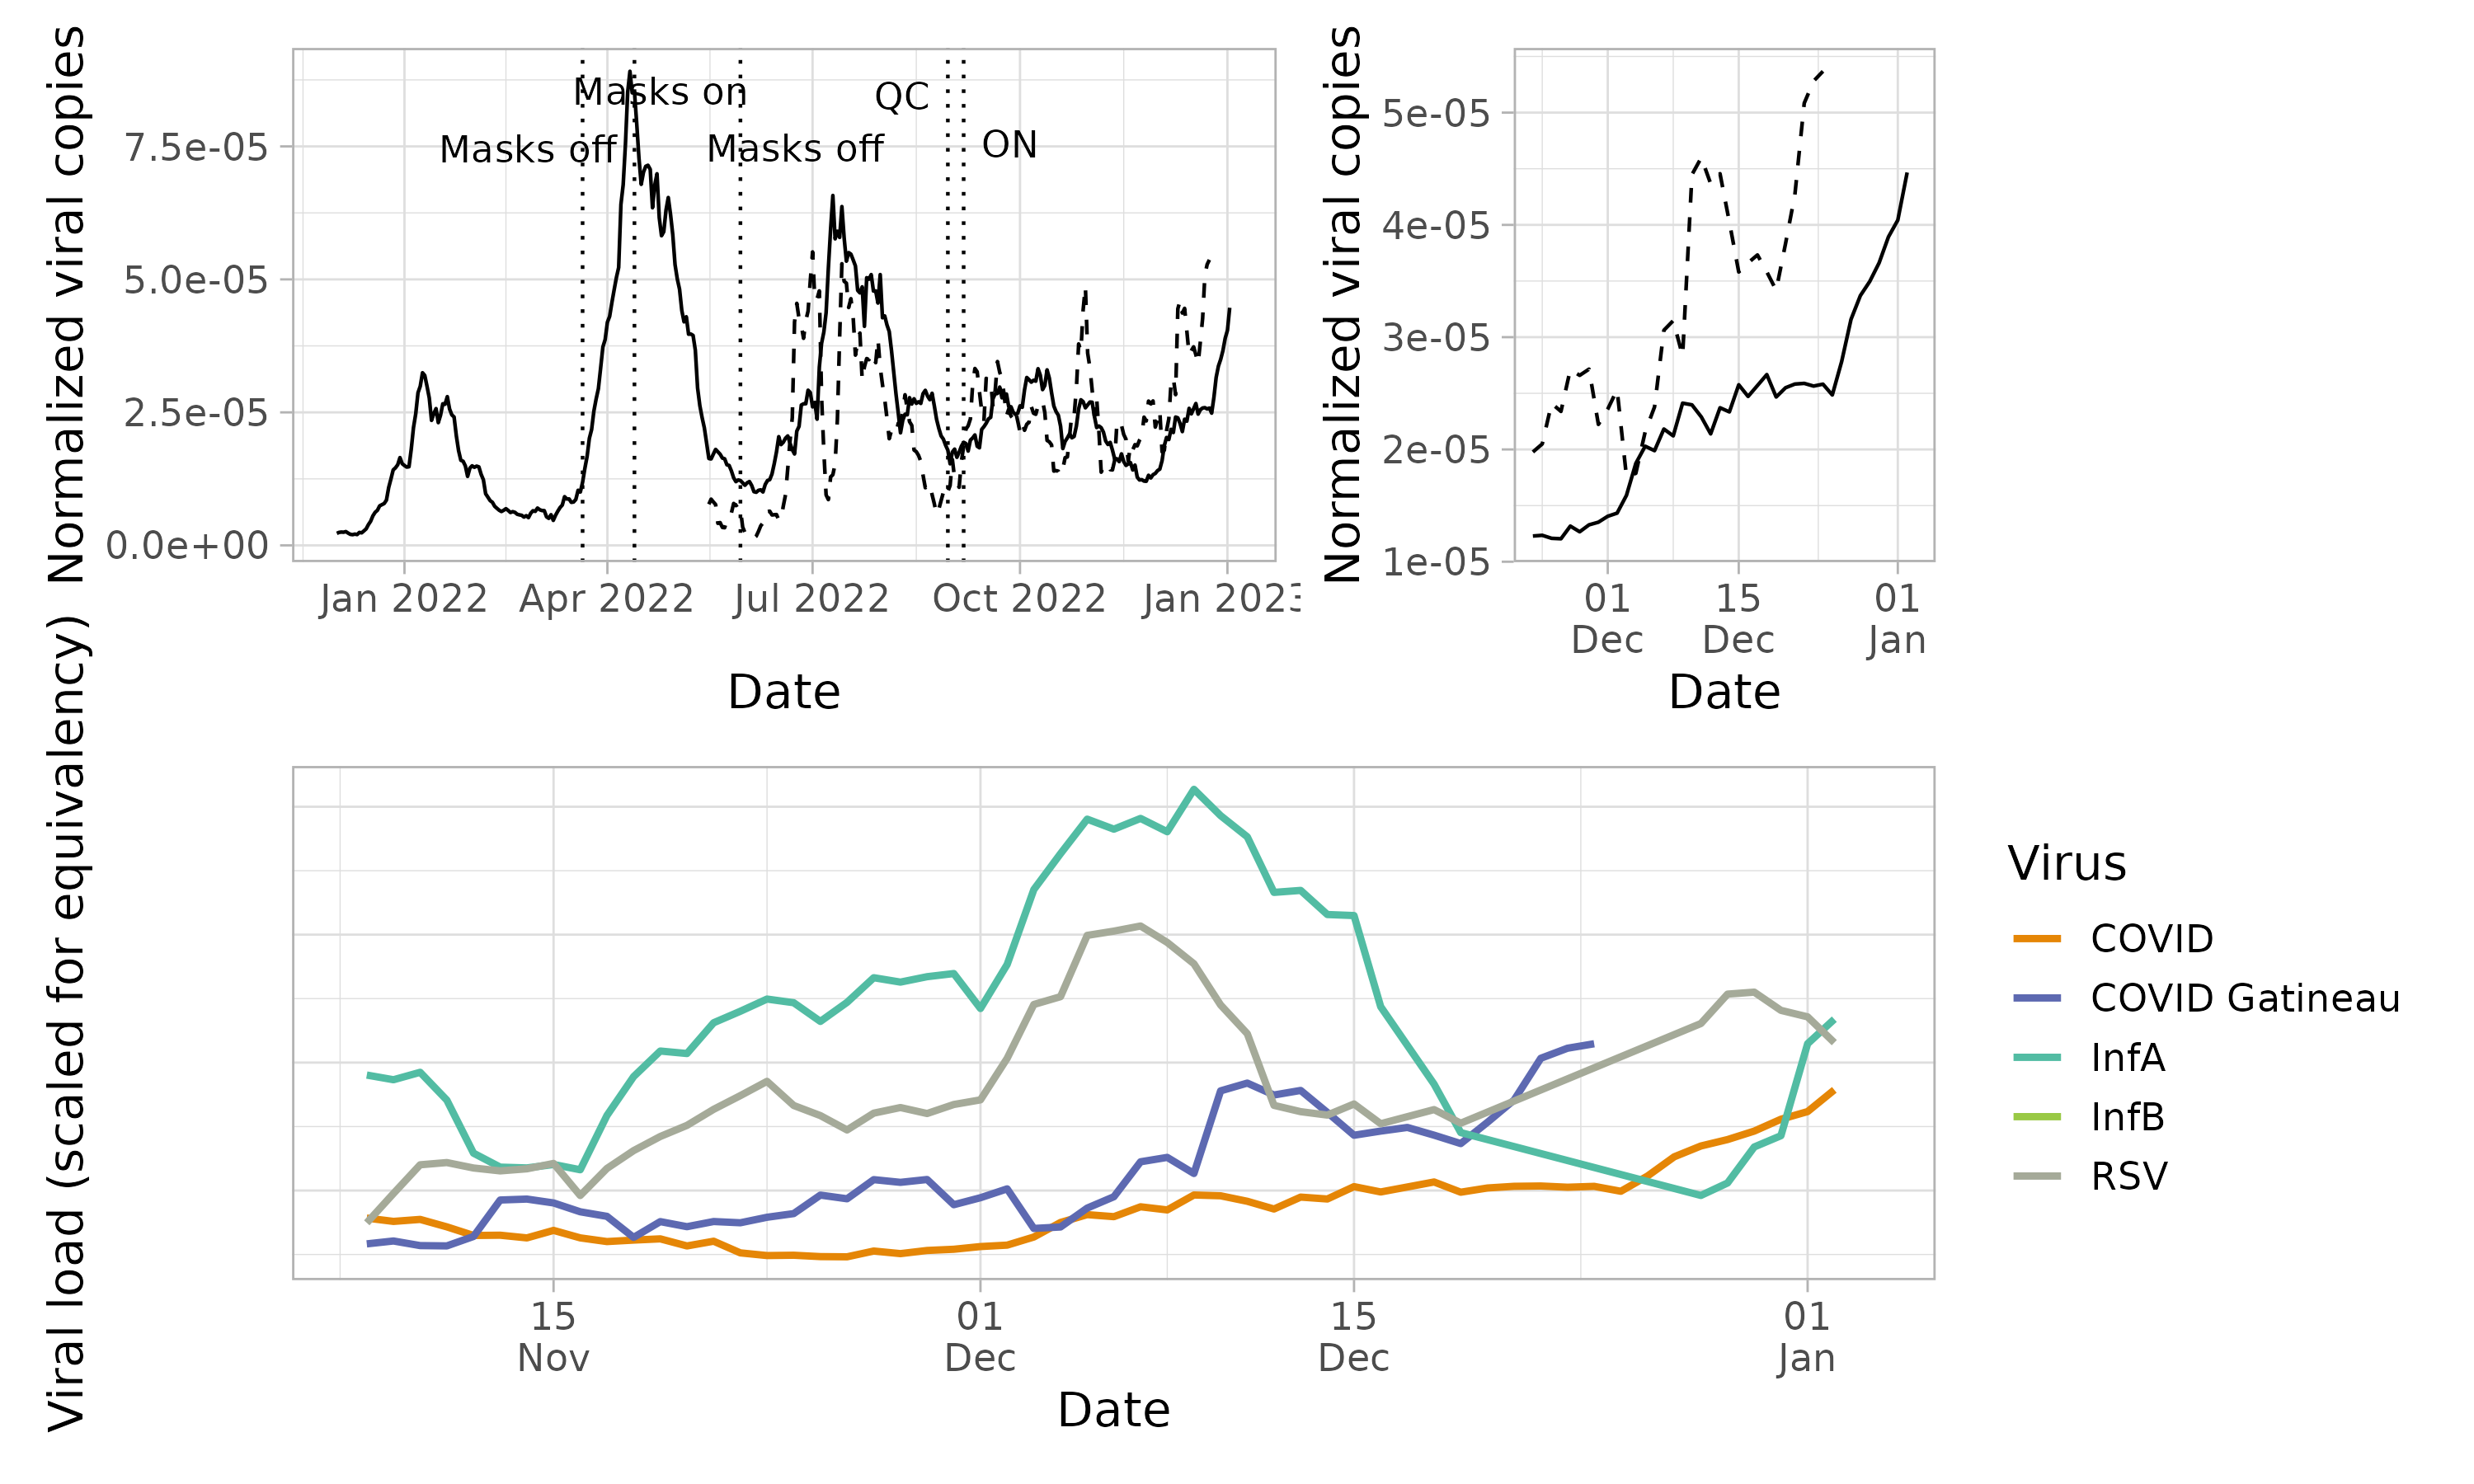 Normalized viral copies
7.5e-05
5.0e-05
2.5e-05
0.0e+00
Masks on
Masks off
Masks off
QC
ON
Jan 2022
Apr 2022
Jul 2022
Oct 2022
Jan 2023
Date
Normalized viral copies
5e-05
4e-05
3e-05
2e-05
1e-05
01
Dec
15
Dec
01
Jan
Date
Viral load (scaled for equivalency)
15
Nov
01
Dec
15
Dec
01
Jan
Date
Virus
COVID
COVID Gatineau
InfA
InfB
RSV